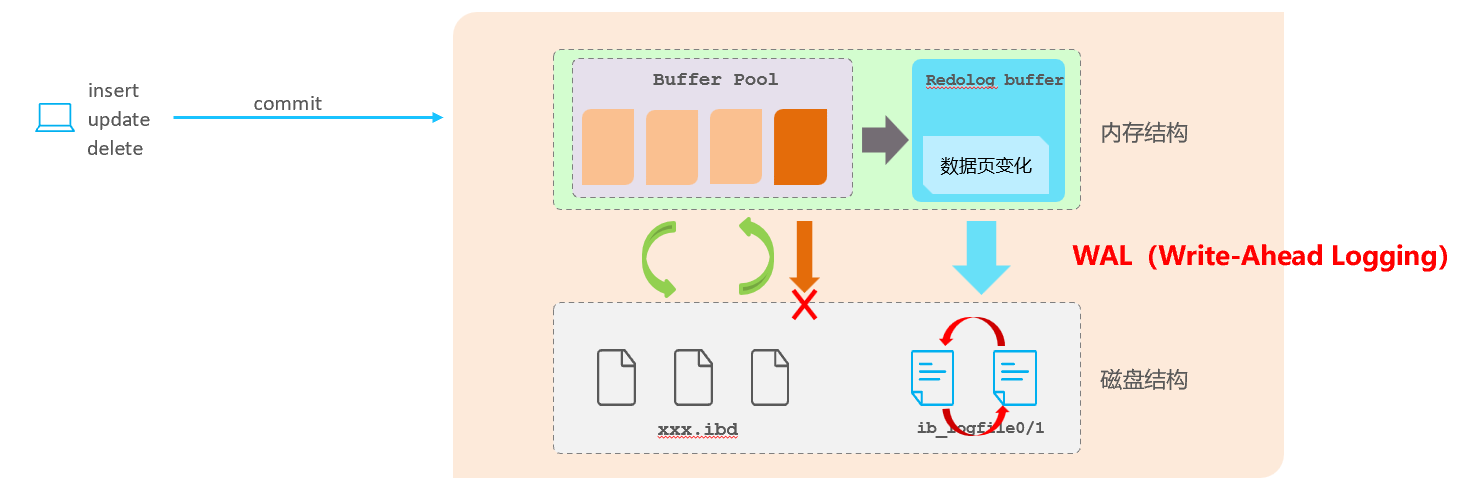 insert
update
delete
commit
Buffer Pool
Redolog buffer
数据页变化
内存结构
WAL（Write-Ahead Logging）
xxx.ibd
ib_logfile0/1
磁盘结构